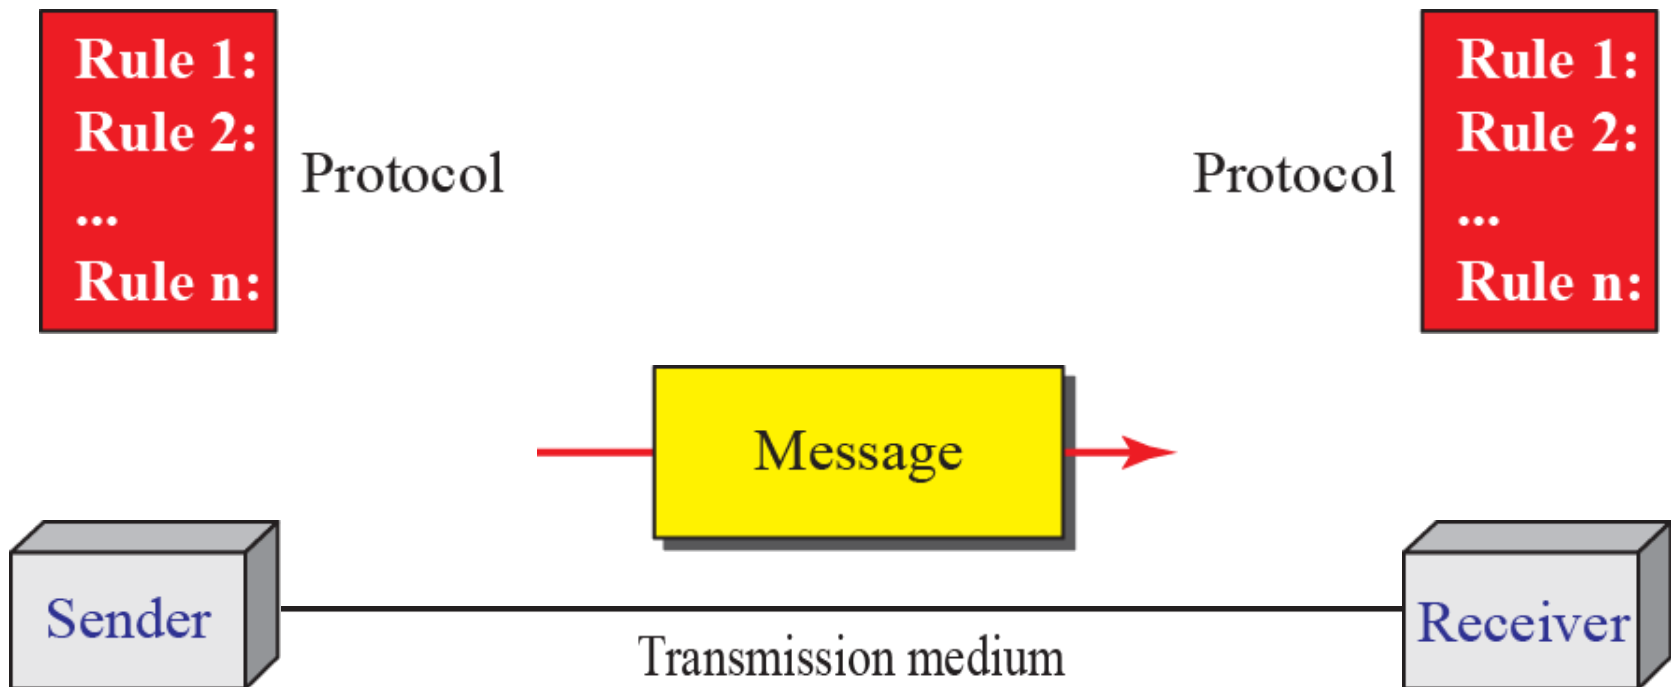 Rule 1:
Rule 2:
...
Rule n:
Protocol
Protocol
Rule 1:
Rule 2:
...
Rule n:
Message
Sender
Transmission medium
Receiver